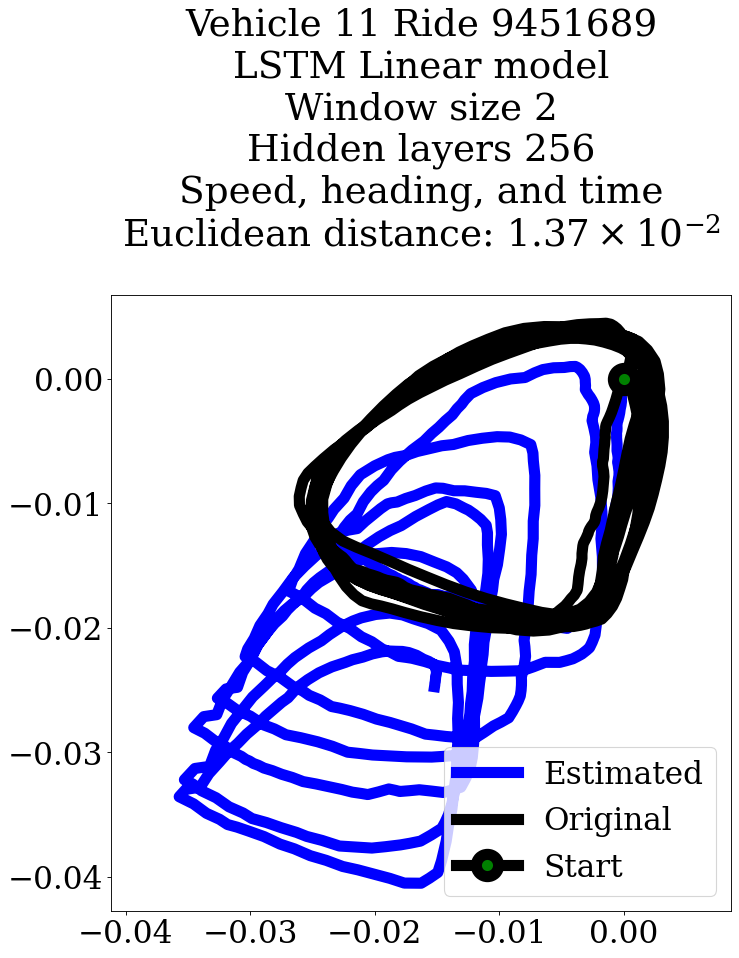 Vehicle 11 Ride 9451689
LSTM Linear model
Window size 2
Hidden layers 256
Speed, heading, and time
Euclidean distance: 1.37 × 10⁻²
0.00
−0.01
−0.02
−0.03
−0.04
Estimated
Original
Start
−0.04 −0.03 −0.02 −0.01 0.00